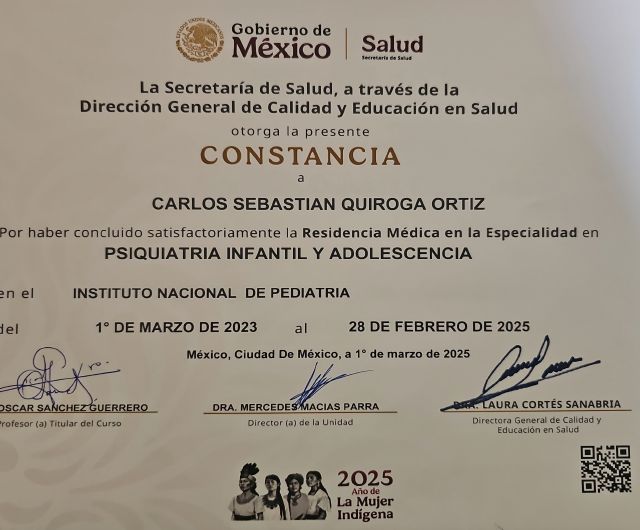 Gobierno de
México
Salud
Secretaría de Salud
La Secretaría de Salud, a través de la
Dirección General de Calidad y Educación en Salud
otorga la presente
CONSTANCIA
a
CARLOS SEBASTIAN QUIROGA ORTIZ
Por haber concluido satisfactoriamente la Residencia Médica en la Especialidad en
PSIQUIATRIA INFANTIL Y ADOLESCENCIA
en el INSTITUTO NACIONAL DE PEDIATRIA
del 1° DE MARZO DE 2023 al 28 DE FEBRERO DE 2025
México, Ciudad De México, a 1° de marzo de 2025
OSCAR SANCHEZ GUERRERO
Profesor (a) Titular del Curso
DRA. MERCEDES MACIAS PARRA
Director (a) de la Unidad
DRA. LAURA CORTÉS SANABRIA
Directora General de Calidad y
Educación en Salud
2025
Año de
La Mujer
Indígena